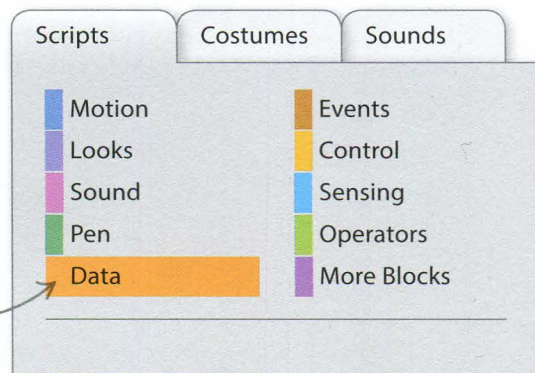 Scripts Costumes Sounds
Motion Events
Looks Control
Sound Sensing
Pen Operators
Data More Blocks